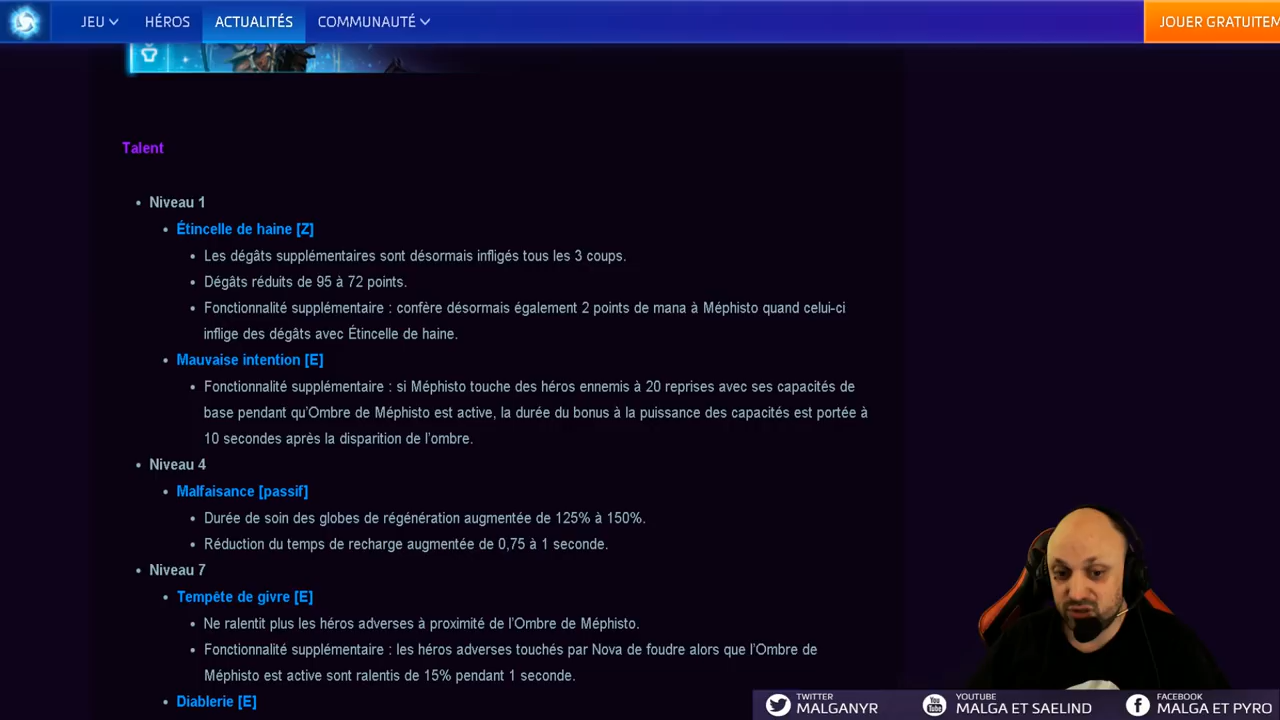 JEU HÉROS ACTUALITÉS COMMUNAUTÉ JOUER GRATUITEM
Talent
• Niveau 1
• Étincelle de haine [Z]
• Les dégâts supplémentaires sont désormais infligés tous les 3 coups.
• Dégâts réduits de 95 à 72 points.
• Fonctionnalité supplémentaire : confère désormais également 2 points de mana à Méphisto quand celui-ci
inflige des dégâts avec Étincelle de haine.
• Mauvaise intention [E]
• Fonctionnalité supplémentaire : si Méphisto touche des héros ennemis à 20 reprises avec ses capacités de
base pendant qu'Ombre de Méphisto est active, la durée du bonus à la puissance des capacités est portée à
10 secondes après la disparition de l'ombre.
• Niveau 4
• Malfaisance [passif]
• Durée de soin des globes de régénération augmentée de 125% à 150%.
• Réduction du temps de recharge augmentée de 0,75 à 1 seconde.
• Niveau 7
• Tempête de givre [E]
• Ne ralentit plus les héros adverses à proximité de l'Ombre de Méphisto.
• Fonctionnalité supplémentaire : les héros adverses touchés par Nova de foudre alors que l'Ombre de
Méphisto est active sont ralentis de 15% pendant 1 seconde.
• Diablerie [E]
TWITTER
MALGANYR
You Tube
YOUTUBE
MALGA ET SAELIND
FACEBOOK
MALGA ET PYRO